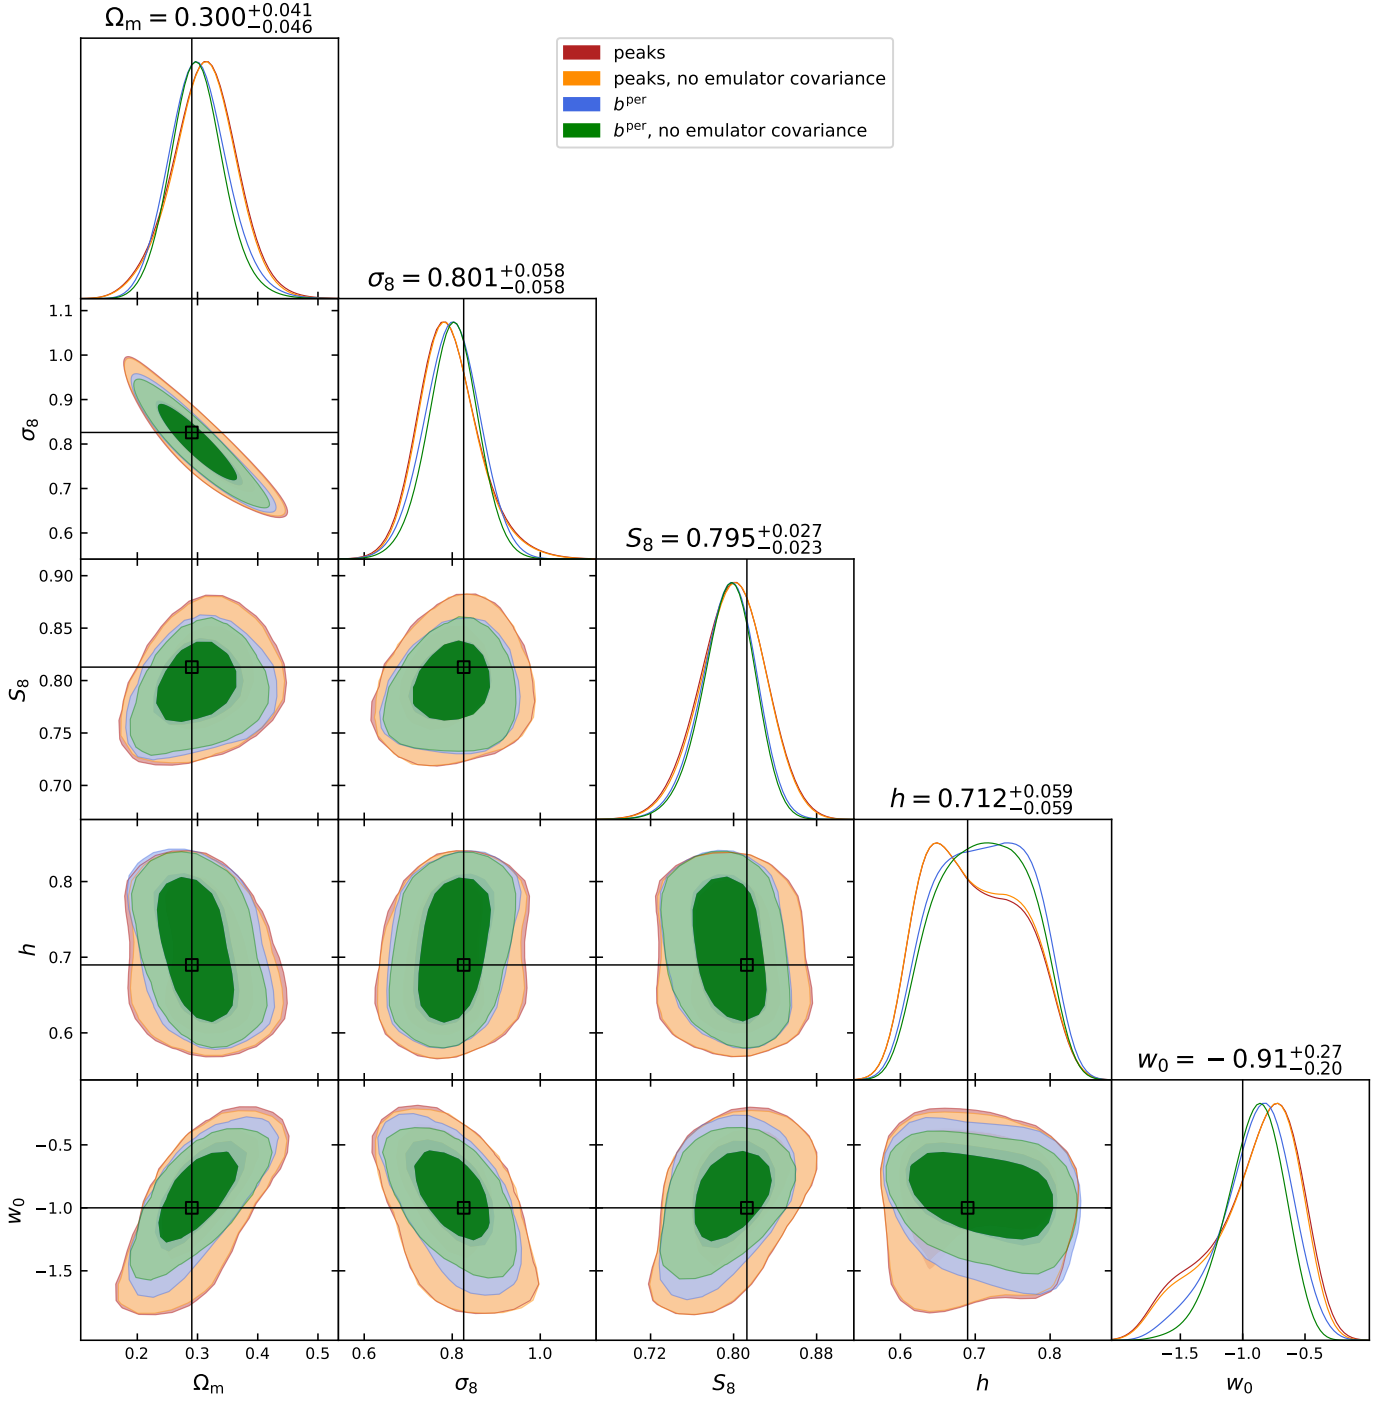 Ωm = 0.300 +0.041 −0.046
peaks
peaks, no emulator covariance
b^per
b^per, no emulator covariance
σ8 = 0.801 +0.058 −0.058
1.1
1.0
0.9
0.8
0.7
0.6
σ8
S8 = 0.795 +0.027 −0.023
0.90
0.85
0.80
0.75
0.70
S8
h = 0.712 +0.059 −0.059
0.8
0.7
0.6
h
w0 = −0.91 +0.27 −0.20
−0.5
−1.0
−1.5
w0
0.2 0.3 0.4 0.5 0.6 0.8 1.0 0.72 0.80 0.88 0.6 0.7 0.8 −1.5 −1.0 −0.5
Ωm σ8 S8 h w0